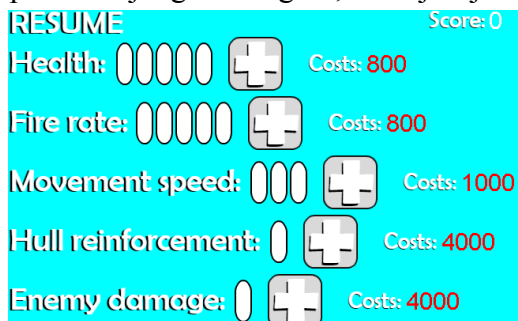 RESUME
Score: 0
Health:
Costs: 800
Fire rate:
Costs: 800
Movement speed:
Costs: 1000
Hull reinforcement:
Costs: 4000
Enemy damage:
Costs: 4000